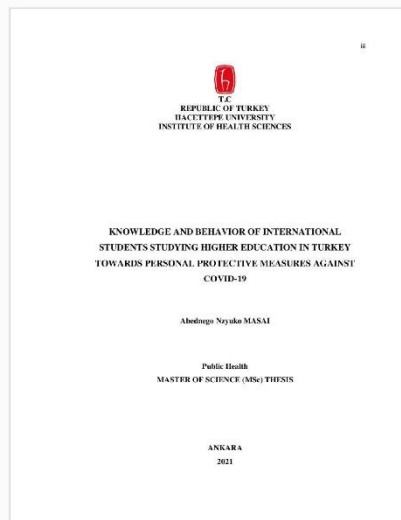 ii
T.C
REPUBLIC OF TURKEY
HACETTEPE UNIVERSITY
INSTITUTE OF HEALTH SCIENCES
KNOWLEDGE AND BEHAVIOR OF INTERNATIONAL
STUDENTS STUDYING HIGHER EDUCATION IN TURKEY
TOWARDS PERSONAL PROTECTIVE MEASURES AGAINST
COVID-19
Abednego Nzyuko MASAI
Public Health
MASTER OF SCIENCE (MSc) THESIS
ANKARA
2021